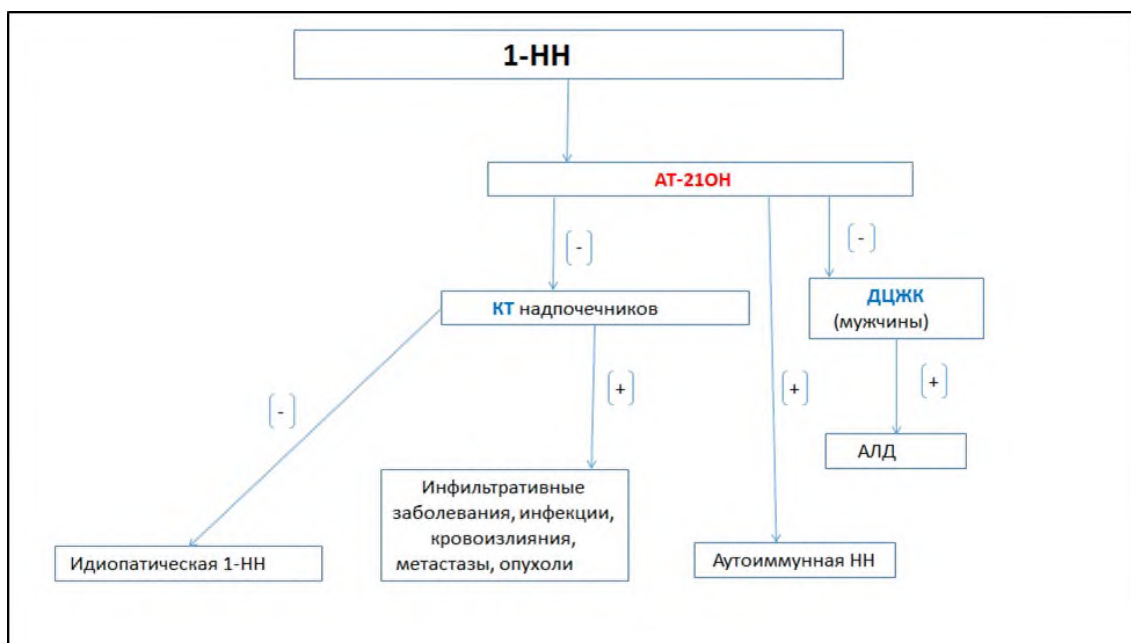 1-НН
АТ-21ОН
(-)
(-)
КТ надпочечников
ДЦЖК
(мужчины)
(-)
(+)
(+)
(+)
АЛД
Инфильтративные
заболевания, инфекции,
кровоизлияния,
метастазы, опухоли
Идиопатическая 1-НН
Аутоиммунная НН